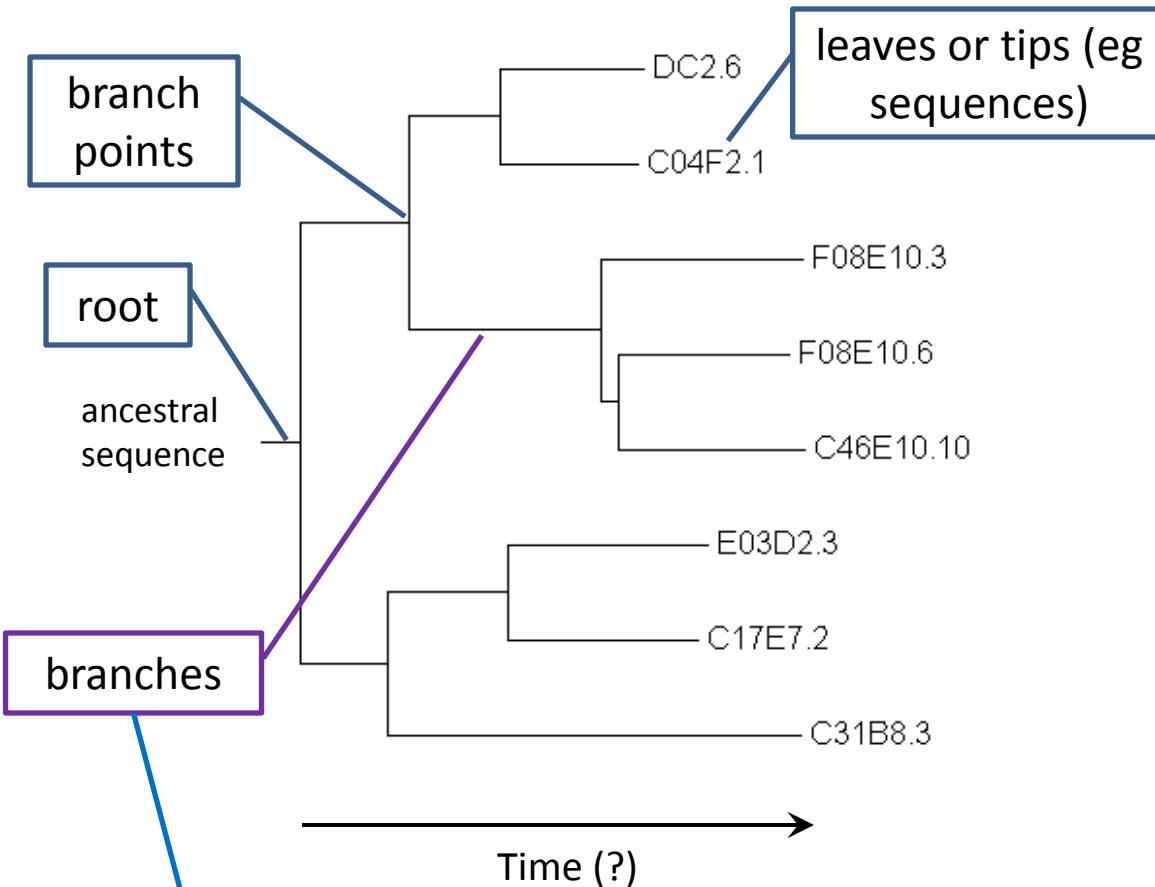 leaves or tips (eg
sequences)
branch
points
DC2.6
C04F2.1
F08E10.3
root
F08E10.6
ancestral
sequence
C46E10.10
E03D2.3
C17E7.2
branches
C31B8.3
Time (?)